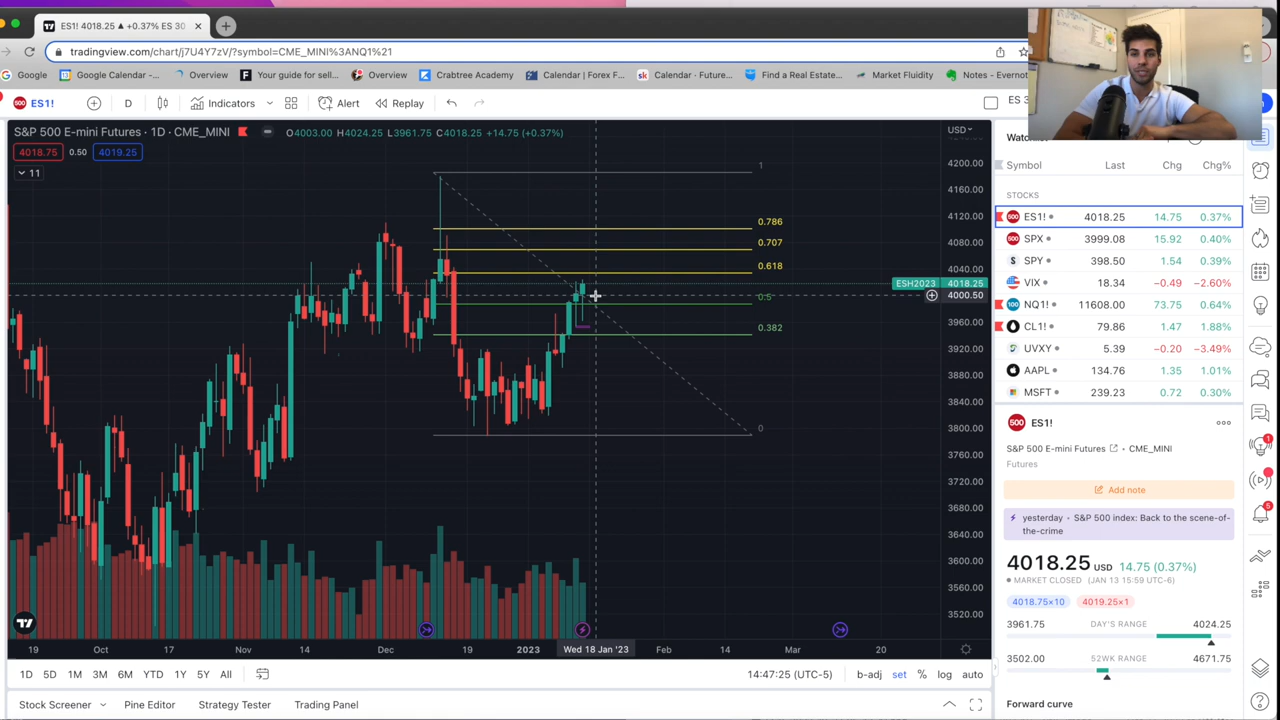 ES1! 4018.25 ▲ +0.37% ES 30
tradingview.com/chart/j7U4Y7zV/?symbol=CME_MINI%3ANQ1%21
Google Google Calendar -... Overview Your guide for sell... Overview Crabtree Academy Calendar | Forex F... Calendar · Future... Find a Real Estate... Market Fluidity Notes - Evernot
ES1! D Indicators Alert Replay ES 3
S&P 500 E-mini Futures · 1D · CME_MINI O4003.00 H4024.25 L3961.75 C4018.25 +14.75 (+0.37%) USD
4018.75 0.50 4019.25
11
1
0.786
0.707
0.618
0.5
0.382
0
4200.00
4160.00
4120.00
4080.00
4040.00
ESH2023 4018.25
4000.50
3960.00
3920.00
3880.00
3840.00
3800.00
3760.00
3720.00
3680.00
3640.00
3600.00
3560.00
3520.00
19 Oct 17 Nov 14 Dec 19 2023 Wed 18 Jan '23 Feb 14 Mar 20
1D 5D 1M 3M 6M YTD 1Y 5Y All 14:47:25 (UTC-5) b-adj set % log auto
Stock Screener Pine Editor Strategy Tester Trading Panel
Symbol Last Chg Chg%
STOCKS
ES1! 4018.25 14.75 0.37%
SPX 3999.08 15.92 0.40%
SPY 398.50 1.54 0.39%
VIX 18.34 −0.49 −2.60%
NQ1! 11608.00 73.75 0.64%
CL1! 79.86 1.47 1.88%
UVXY 5.39 −0.20 −3.49%
AAPL 134.76 1.35 1.01%
MSFT 239.23 0.72 0.30%
ES1!
S&P 500 E-mini Futures • CME_MINI
Futures
Add note
yesterday • S&P 500 index: Back to the scene-of-
the-crime
4018.25 USD 14.75 (0.37%)
MARKET CLOSED (JAN 13 15:59 UTC-6)
4018.75×10 4019.25×1
3961.75 DAY'S RANGE 4024.25
3502.00 52WK RANGE 4671.75
Forward curve
1
5